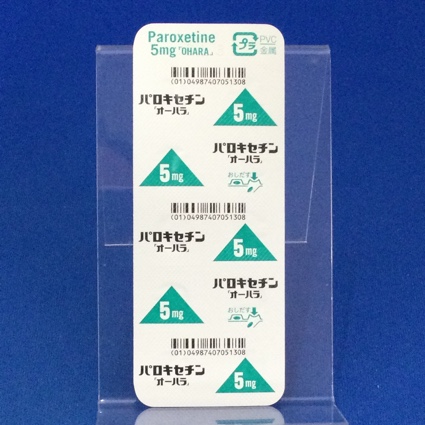 Paroxetine
5mg「OHARA」
プラ
PVC
金属
(01)04987407051308
パロキセチン
「オーハラ」
5mg
5mg
パロキセチン
「オーハラ」
おしだす
(01)04987407051308
パロキセチン
「オーハラ」
5mg
5mg
パロキセチン
「オーハラ」
おしだす
(01)04987407051308
パロキセチン
「オーハラ」
5mg